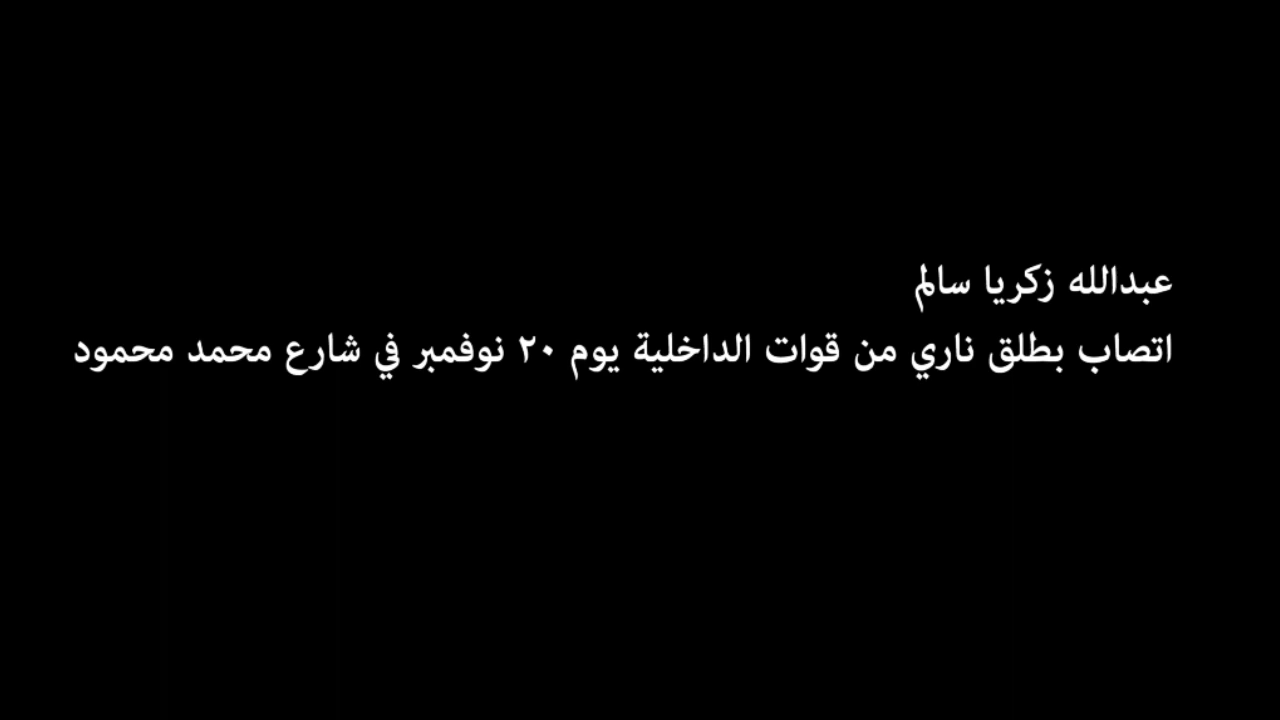 عبدالله زكريا سالم
اتصاب بطلق ناري من قوات الداخلية يوم ٢٠ نوفمبر في شارع محمد محمود